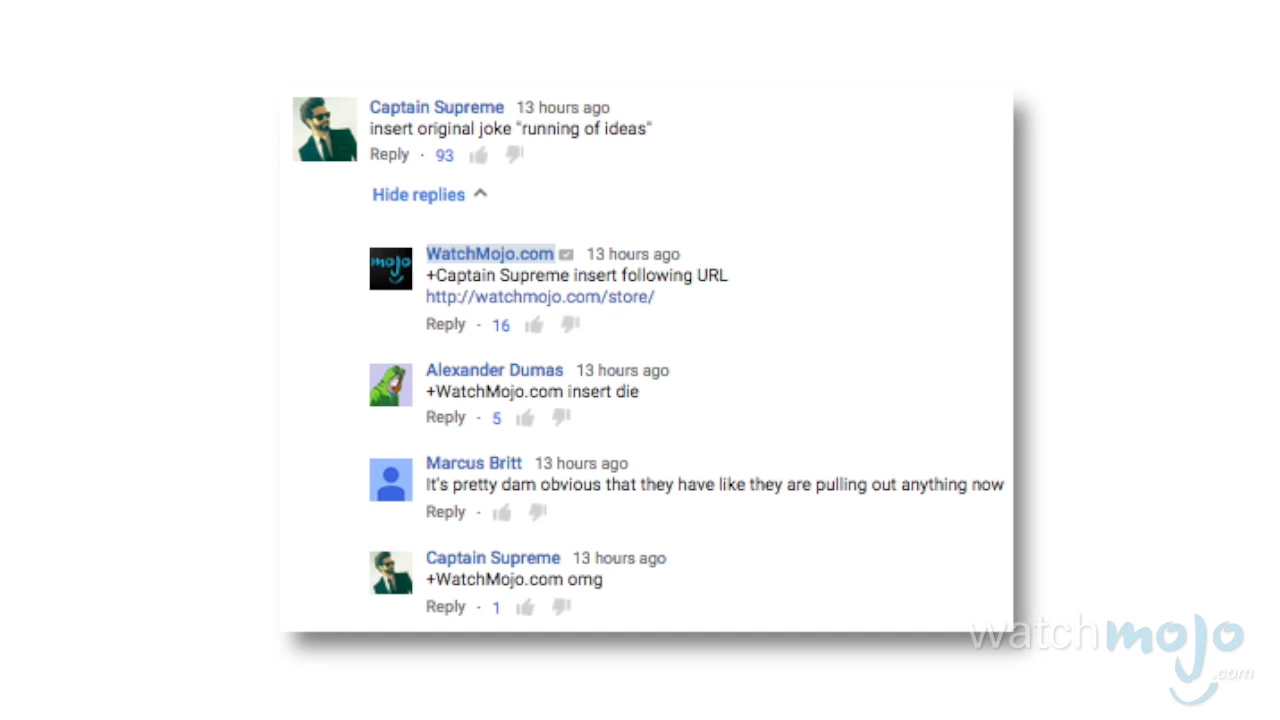 Captain Supreme 13 hours ago
insert original joke "running of ideas"
Reply · 93
Hide replies
mojo
WatchMojo.com 13 hours ago
+Captain Supreme insert following URL
http://watchmojo.com/store/
Reply · 16
Alexander Dumas 13 hours ago
+WatchMojo.com insert die
Reply · 5
Marcus Britt 13 hours ago
It's pretty dam obvious that they have like they are pulling out anything now
Reply ·
Captain Supreme 13 hours ago
+WatchMojo.com omg
Reply · 1
watchmojo
.com